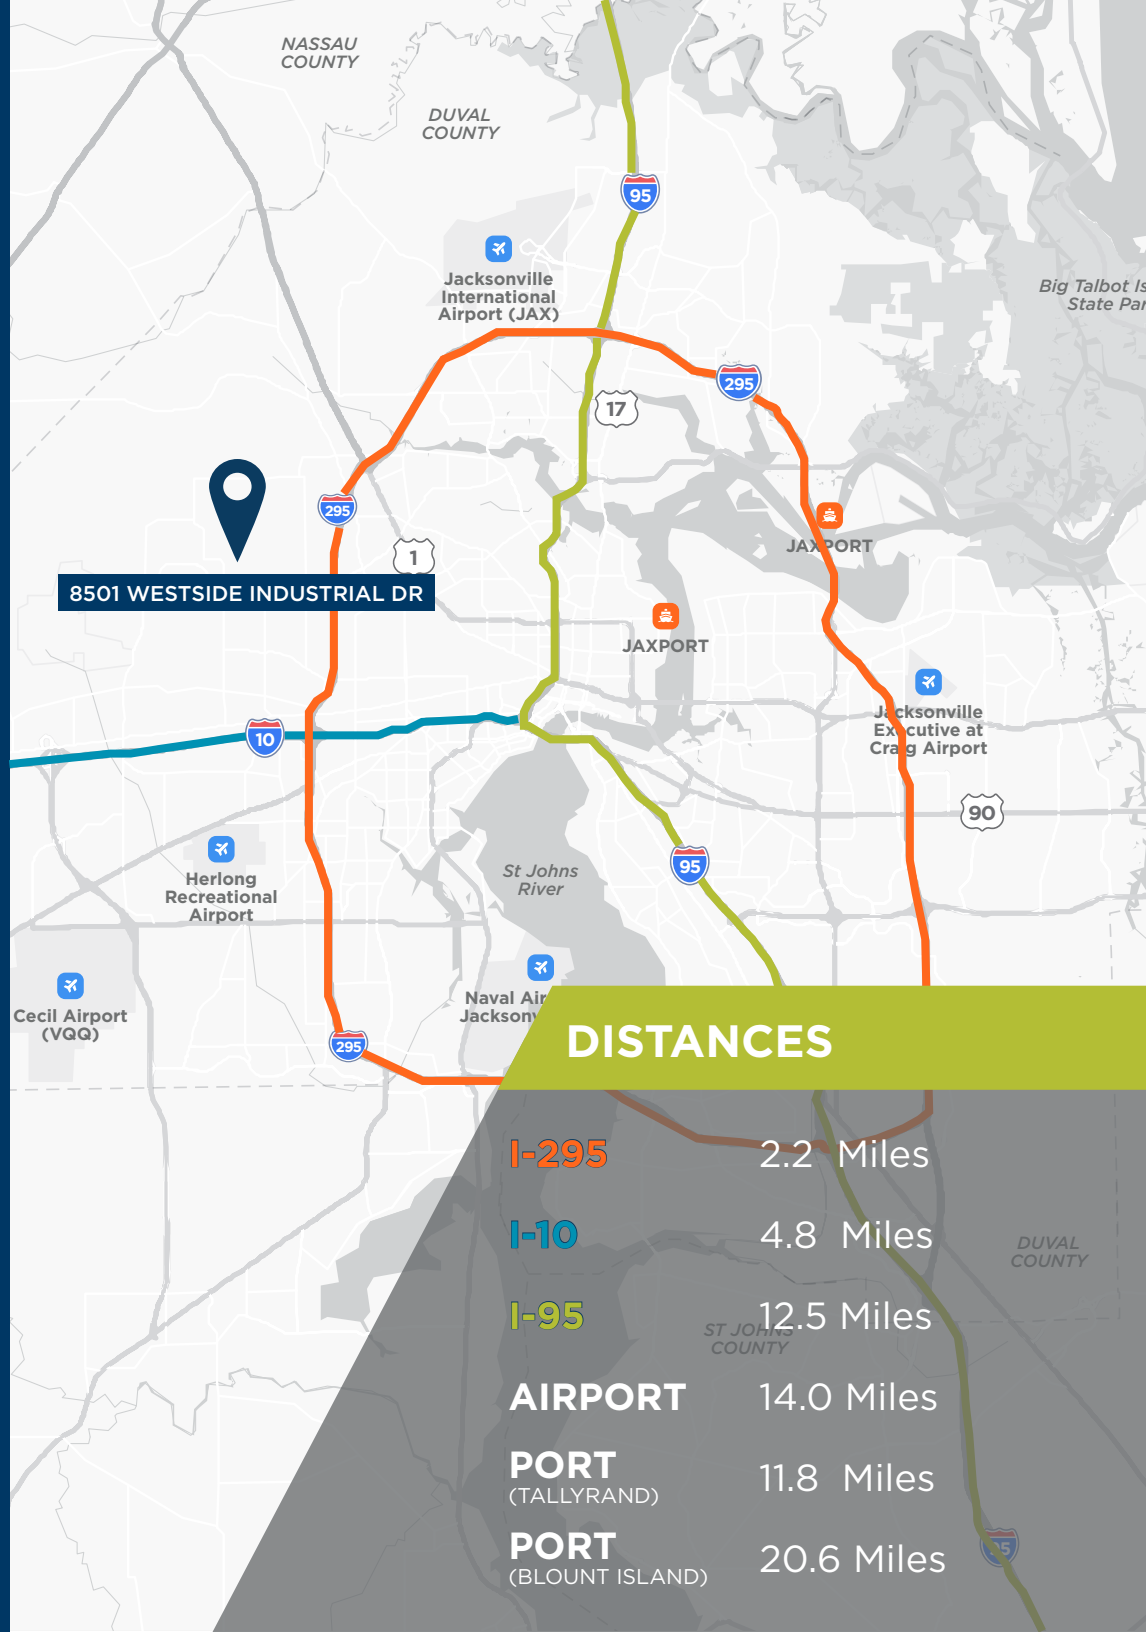 NASSAU
COUNTY
DUVAL
COUNTY
95
Jacksonville
International
Airport (JAX)
Big Talbot Is
State Par
295
17
295
1
JAXPORT
8501 WESTSIDE INDUSTRIAL DR
JAXPORT
Jacksonville
Executive at
Craig Airport
10
90
95
Herlong
Recreational
Airport
St Johns
River
Cecil Airport
(VQQ)
Naval Air
Jacksonv
295
DISTANCES
I-295 2.2 Miles
I-10 4.8 Miles
DUVAL
COUNTY
I-95 12.5 Miles
ST JOHNS
COUNTY
AIRPORT 14.0 Miles
PORT 11.8 Miles
(TALLYRAND)
PORT 20.6 Miles
(BLOUNT ISLAND)
95